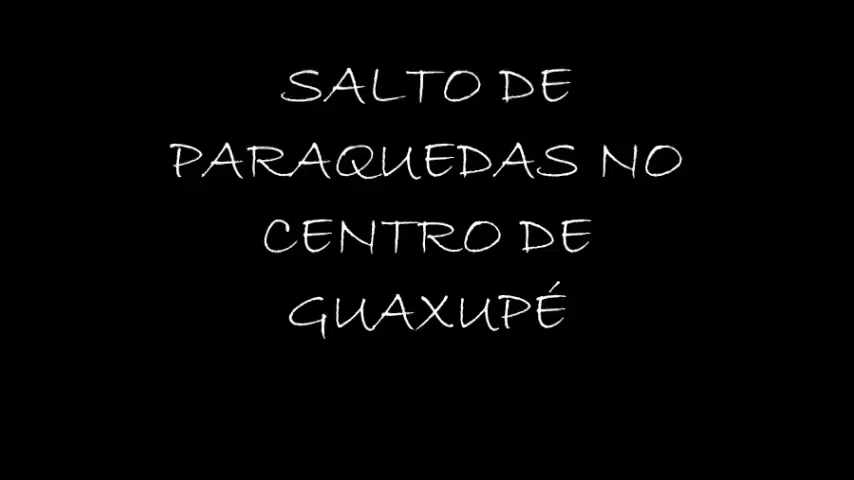 SALTO DE
PARAQUEDAS NO
CENTRO DE
GUAXUPÉ